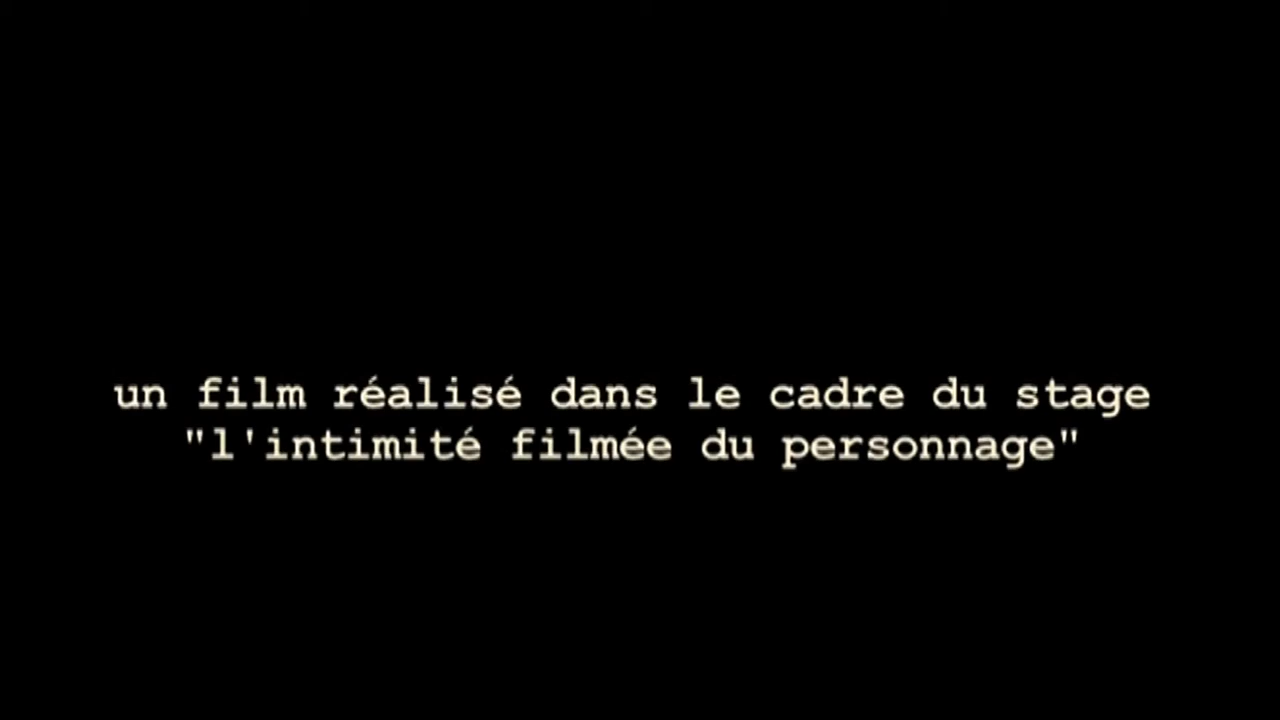 un film réalisé dans le cadre du stage
"l'intimité filmée du personnage"